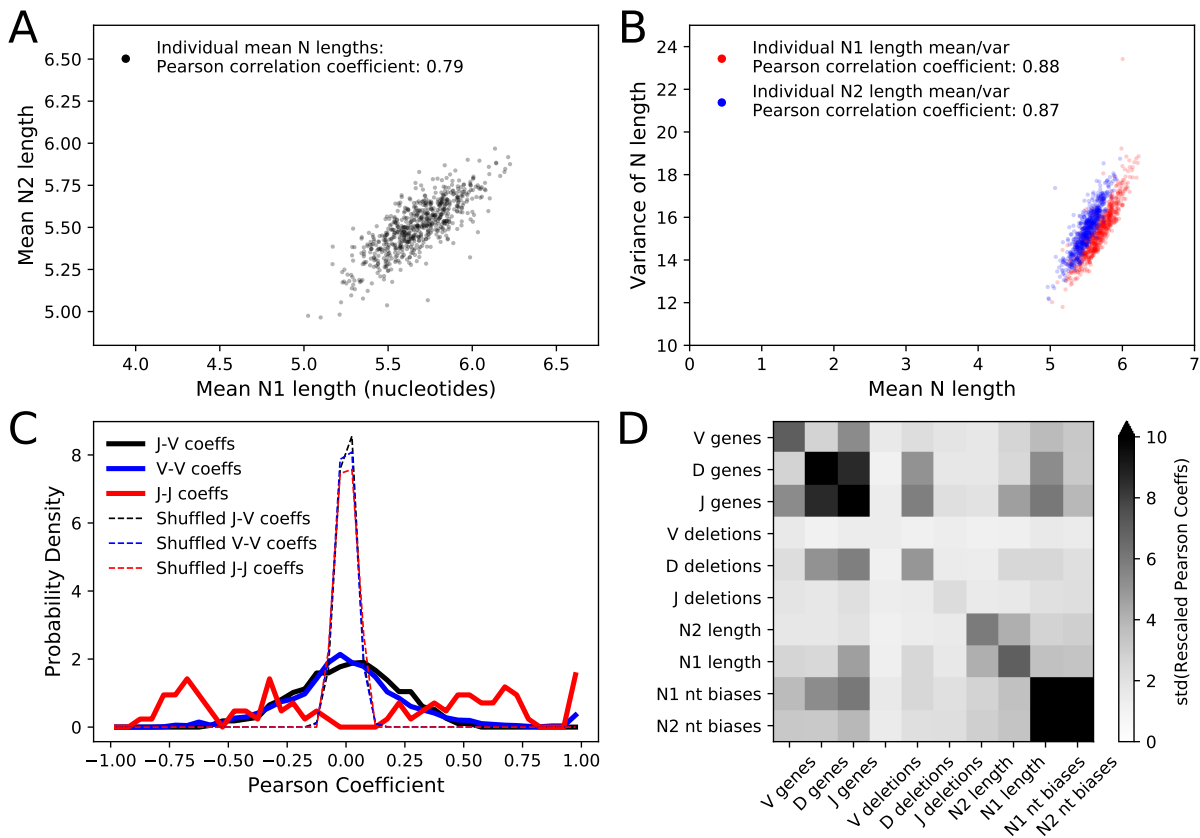 A
Individual mean N lengths:
Pearson correlation coefficient: 0.79
6.50
6.25
6.00
5.75
5.50
5.25
5.00
Mean N2 length
4.0
4.5
5.0
5.5
6.0
6.5
Mean N1 length (nucleotides)
B
Individual N1 length mean/var
Pearson correlation coefficient: 0.88
Individual N2 length mean/var
Pearson correlation coefficient: 0.87
24
22
20
18
16
14
12
10
Variance of N length
0
1
2
3
4
5
6
7
Mean N length
C
J-V coeffs
V-V coeffs
J-J coeffs
Shuffled J-V coeffs
Shuffled V-V coeffs
Shuffled J-J coeffs
8
6
4
2
0
Probability Density
−1.00
−0.75
−0.50
−0.25
0.00
0.25
0.50
0.75
1.00
Pearson Coefficient
D
V genes
D genes
J genes
V deletions
D deletions
J deletions
N2 length
N1 length
N1 nt biases
N2 nt biases
V genes
D genes
J genes
V deletions
D deletions
J deletions
N2 length
N1 length
N1 nt biases
N2 nt biases
10
8
6
4
2
0
std(Rescaled Pearson Coeffs)